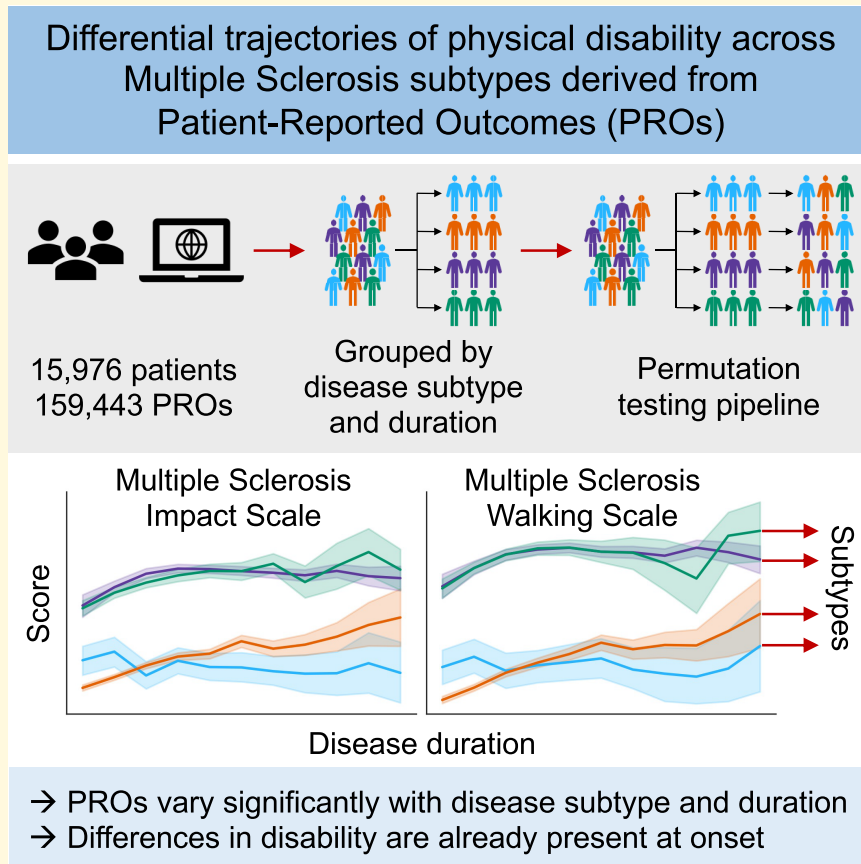 Differential trajectories of physical disability across
Multiple Sclerosis subtypes derived from
Patient-Reported Outcomes (PROs)
15,976 patients
159,443 PROs
Grouped by
disease subtype
and duration
Permutation
testing pipeline
Multiple Sclerosis
Impact Scale
Multiple Sclerosis
Walking Scale
Score
Subtypes
Disease duration
→ PROs vary significantly with disease subtype and duration
→ Differences in disability are already present at onset